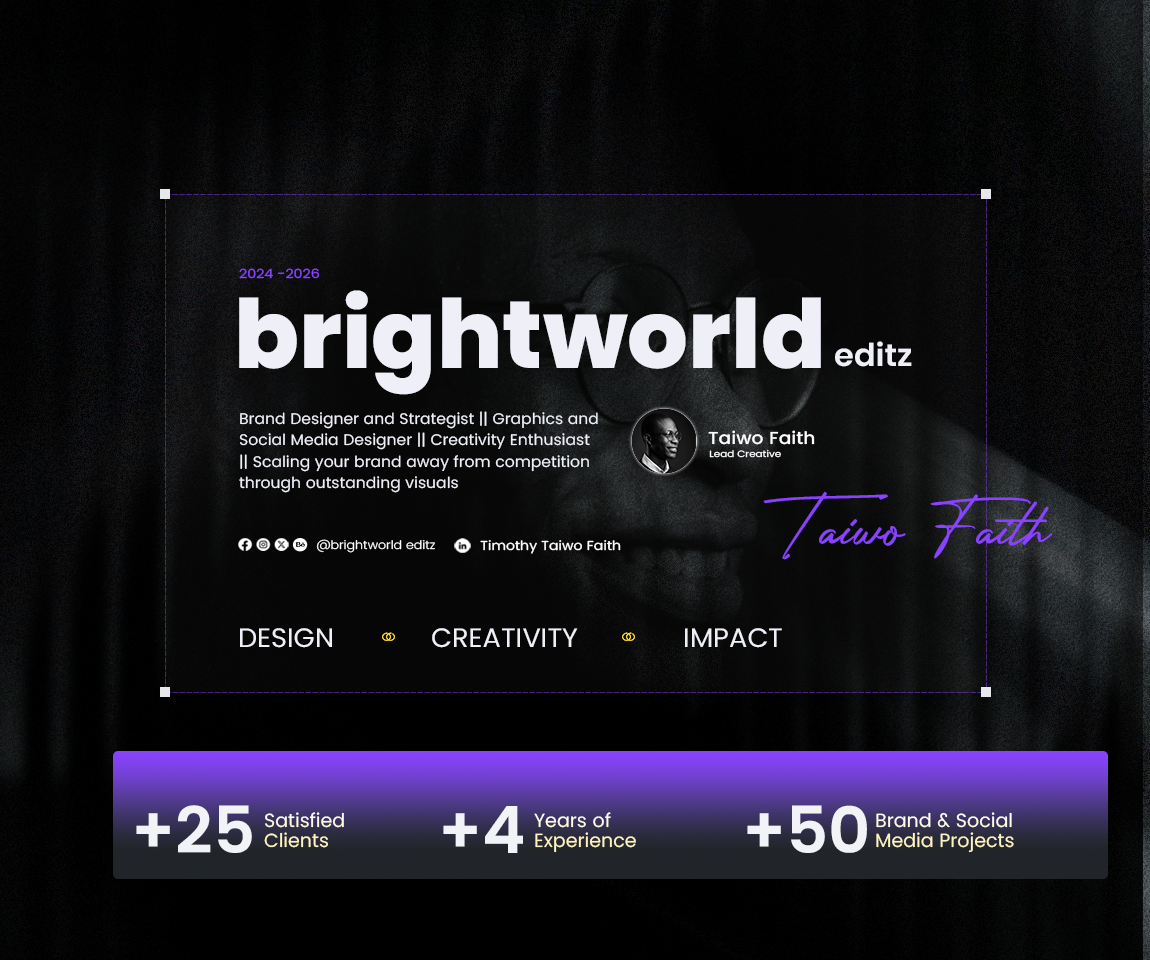 2024 -2026
brightworld editz
Brand Designer and Strategist || Graphics and
Social Media Designer || Creativity Enthusiast
|| Scaling your brand away from competition
through outstanding visuals
Taiwo Faith
Lead Creative
Taiwo Faith
@brightworld editz
Timothy Taiwo Faith
DESIGN CREATIVITY IMPACT
+25 Satisfied
Clients
+4 Years of
Experience
+50 Brand & Social
Media Projects